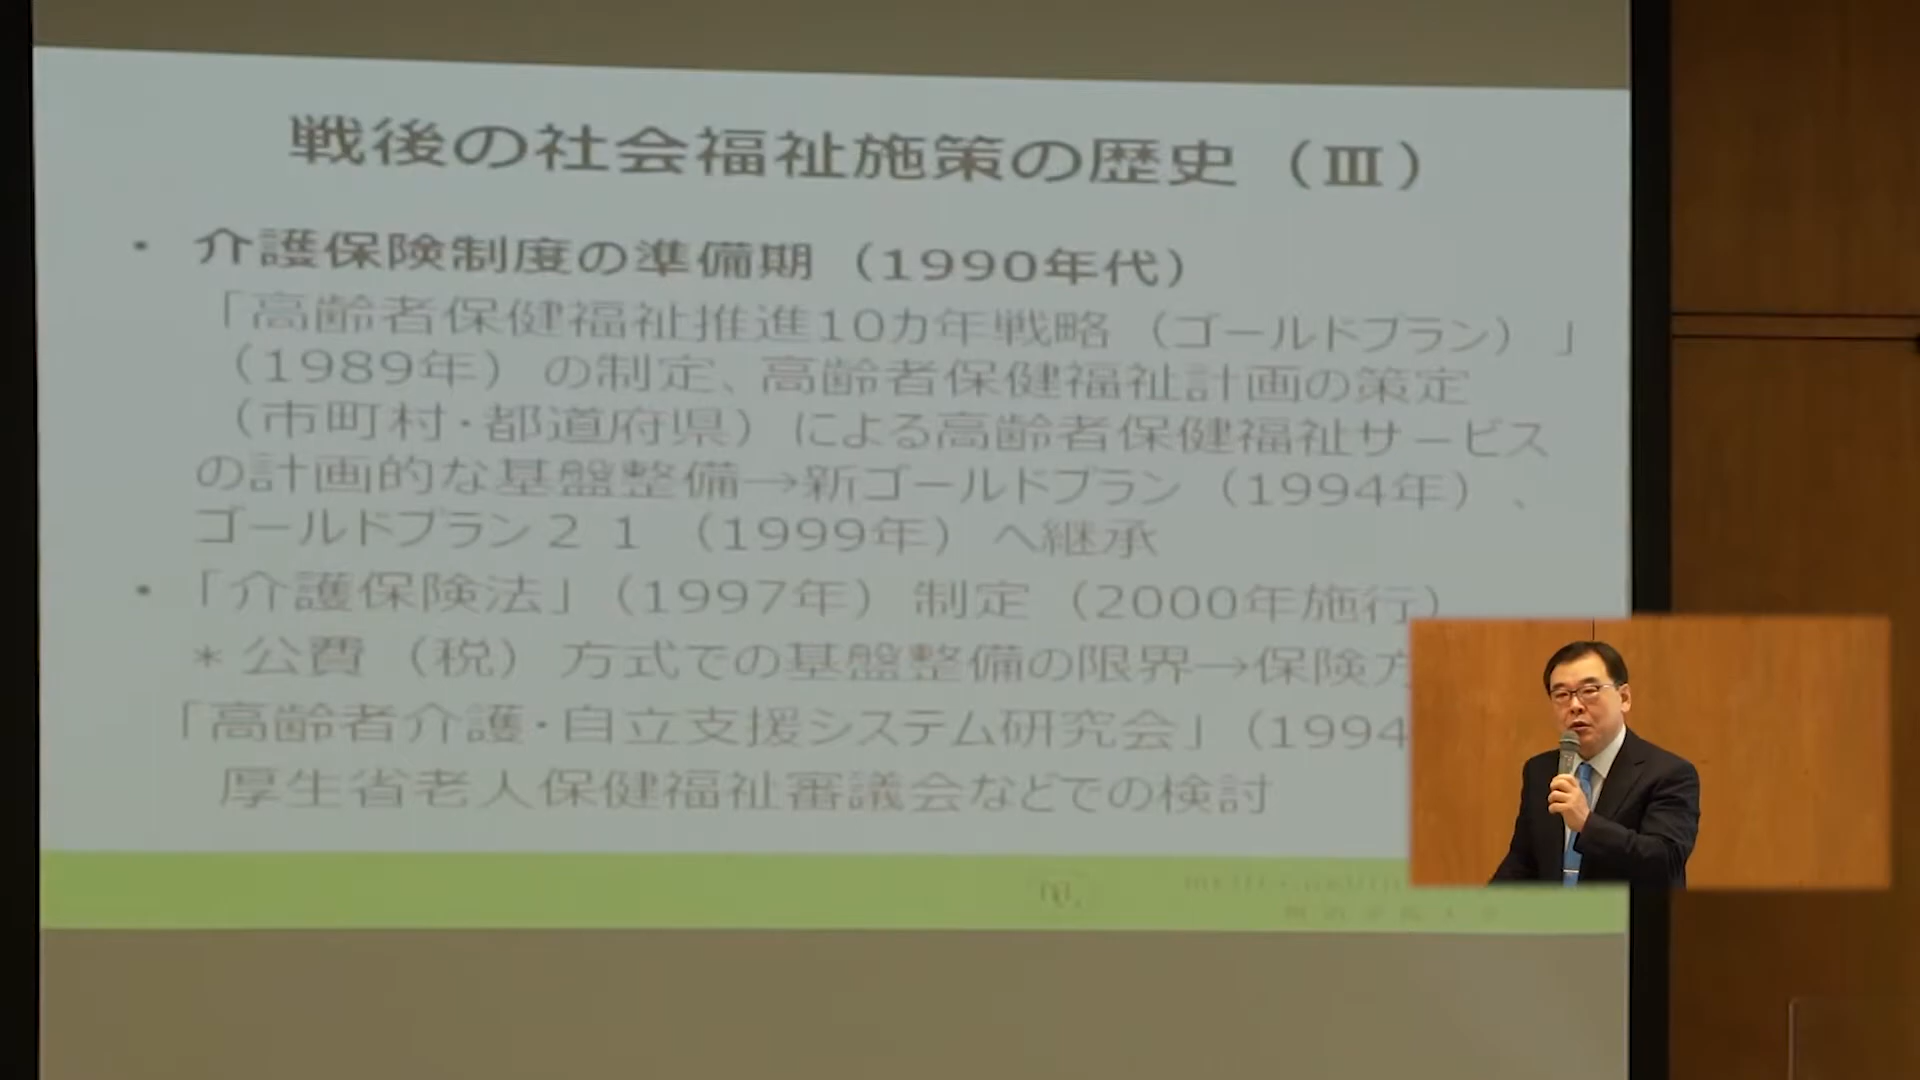 戦後の社会福祉施策の歴史（Ⅲ）
・ 介護保険制度の準備期（1990年代）
「高齢者保健福祉推進10カ年戦略（ゴールドプラン）」
（1989年）の制定、高齢者保健福祉計画の策定
（市町村・都道府県）による高齢者保健福祉サービス
の計画的な基盤整備→新ゴールドプラン（1994年）、
ゴールドプラン２１（1999年）へ継承
・ 「介護保険法」（1997年）制定（2000年施行）
＊公費（税）方式での基盤整備の限界→保険方
「高齢者介護・自立支援システム研究会」（1994
厚生省老人保健福祉審議会などでの検討